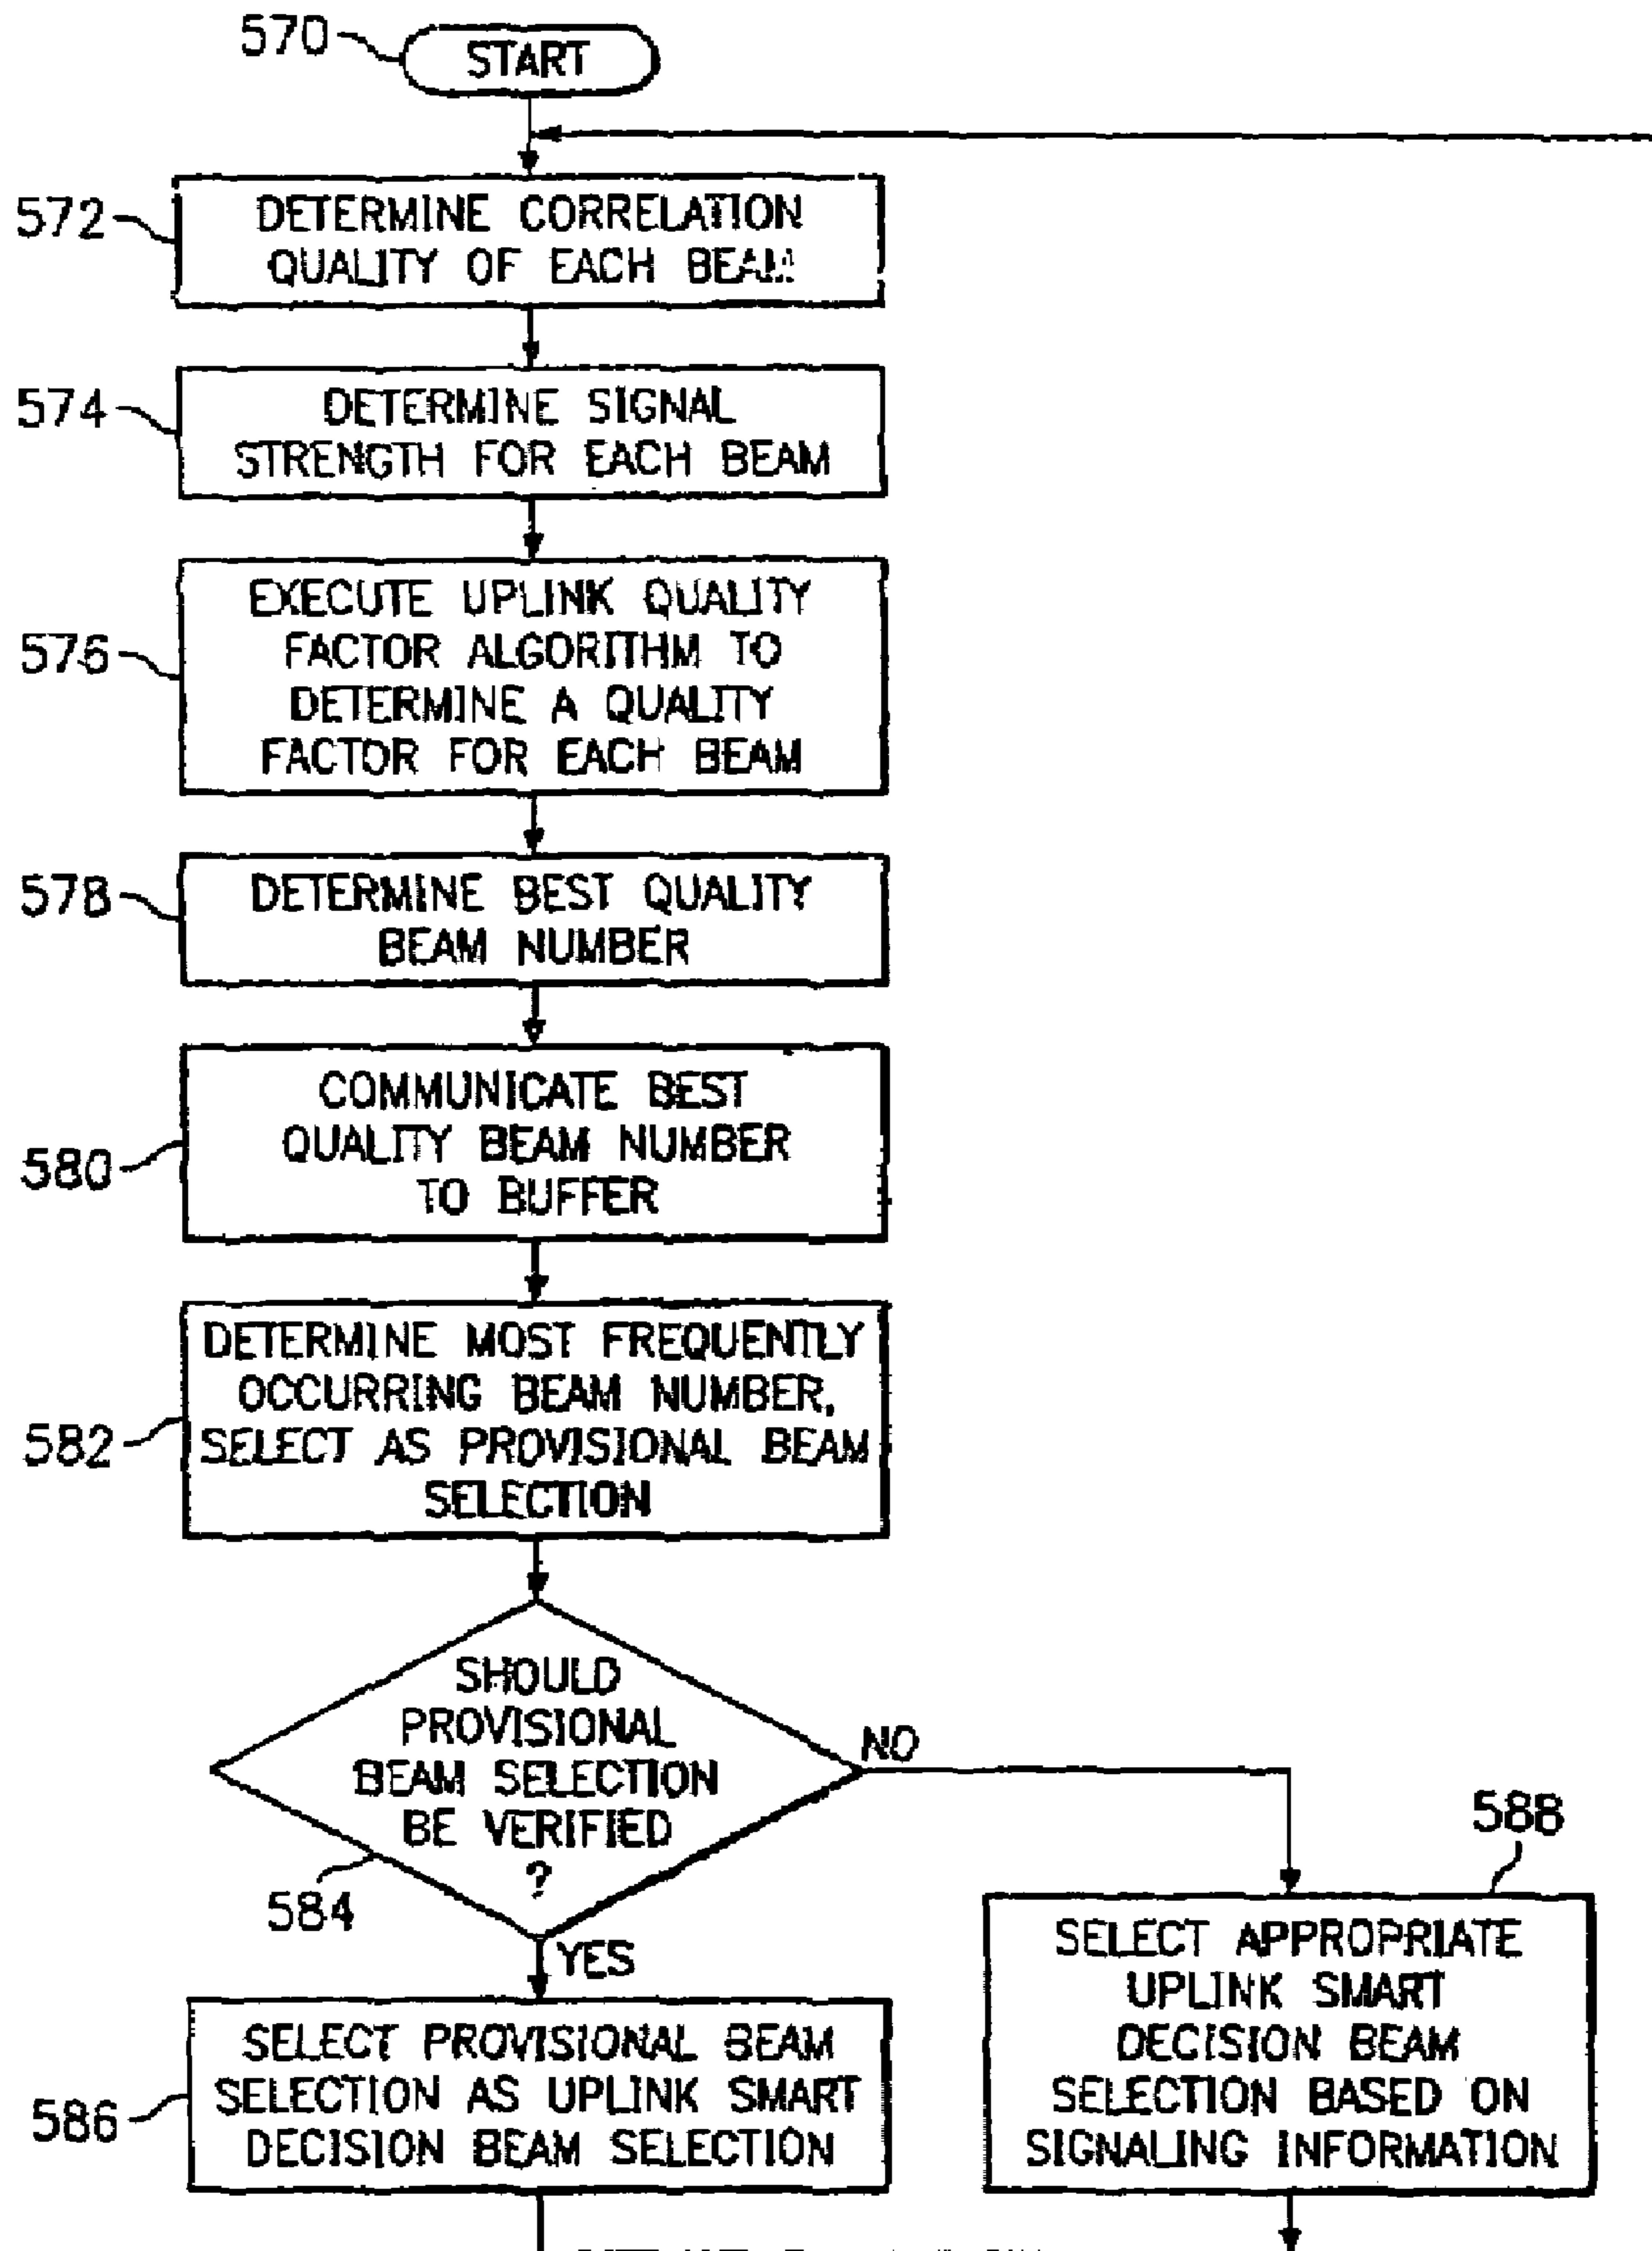 570
START
572
DETERMINE CORRELATION
QUALITY OF EACH BEAM
574
DETERMINE SIGNAL
STRENGTH FOR EACH BEAM
576
EXECUTE UPLINK QUALITY
FACTOR ALGORITHM TO
DETERMINE A QUALITY
FACTOR FOR EACH BEAM
578
DETERMINE BEST QUALITY
BEAM NUMBER
580
COMMUNICATE BEST
QUALITY BEAM NUMBER
TO BUFFER
582
DETERMINE MOST FREQUENTLY
OCCURRING BEAM NUMBER,
SELECT AS PROVISIONAL BEAM
SELECTION
SHOULD
PROVISIONAL
BEAM SELECTION
BE VERIFIED
?
584
NO
YES
586
SELECT PROVISIONAL BEAM
SELECTION AS UPLINK SMART
DECISION BEAM SELECTION
588
SELECT APPROPRIATE
UPLINK SMART
DECISION BEAM
SELECTION BASED ON
SIGNALING INFORMATION